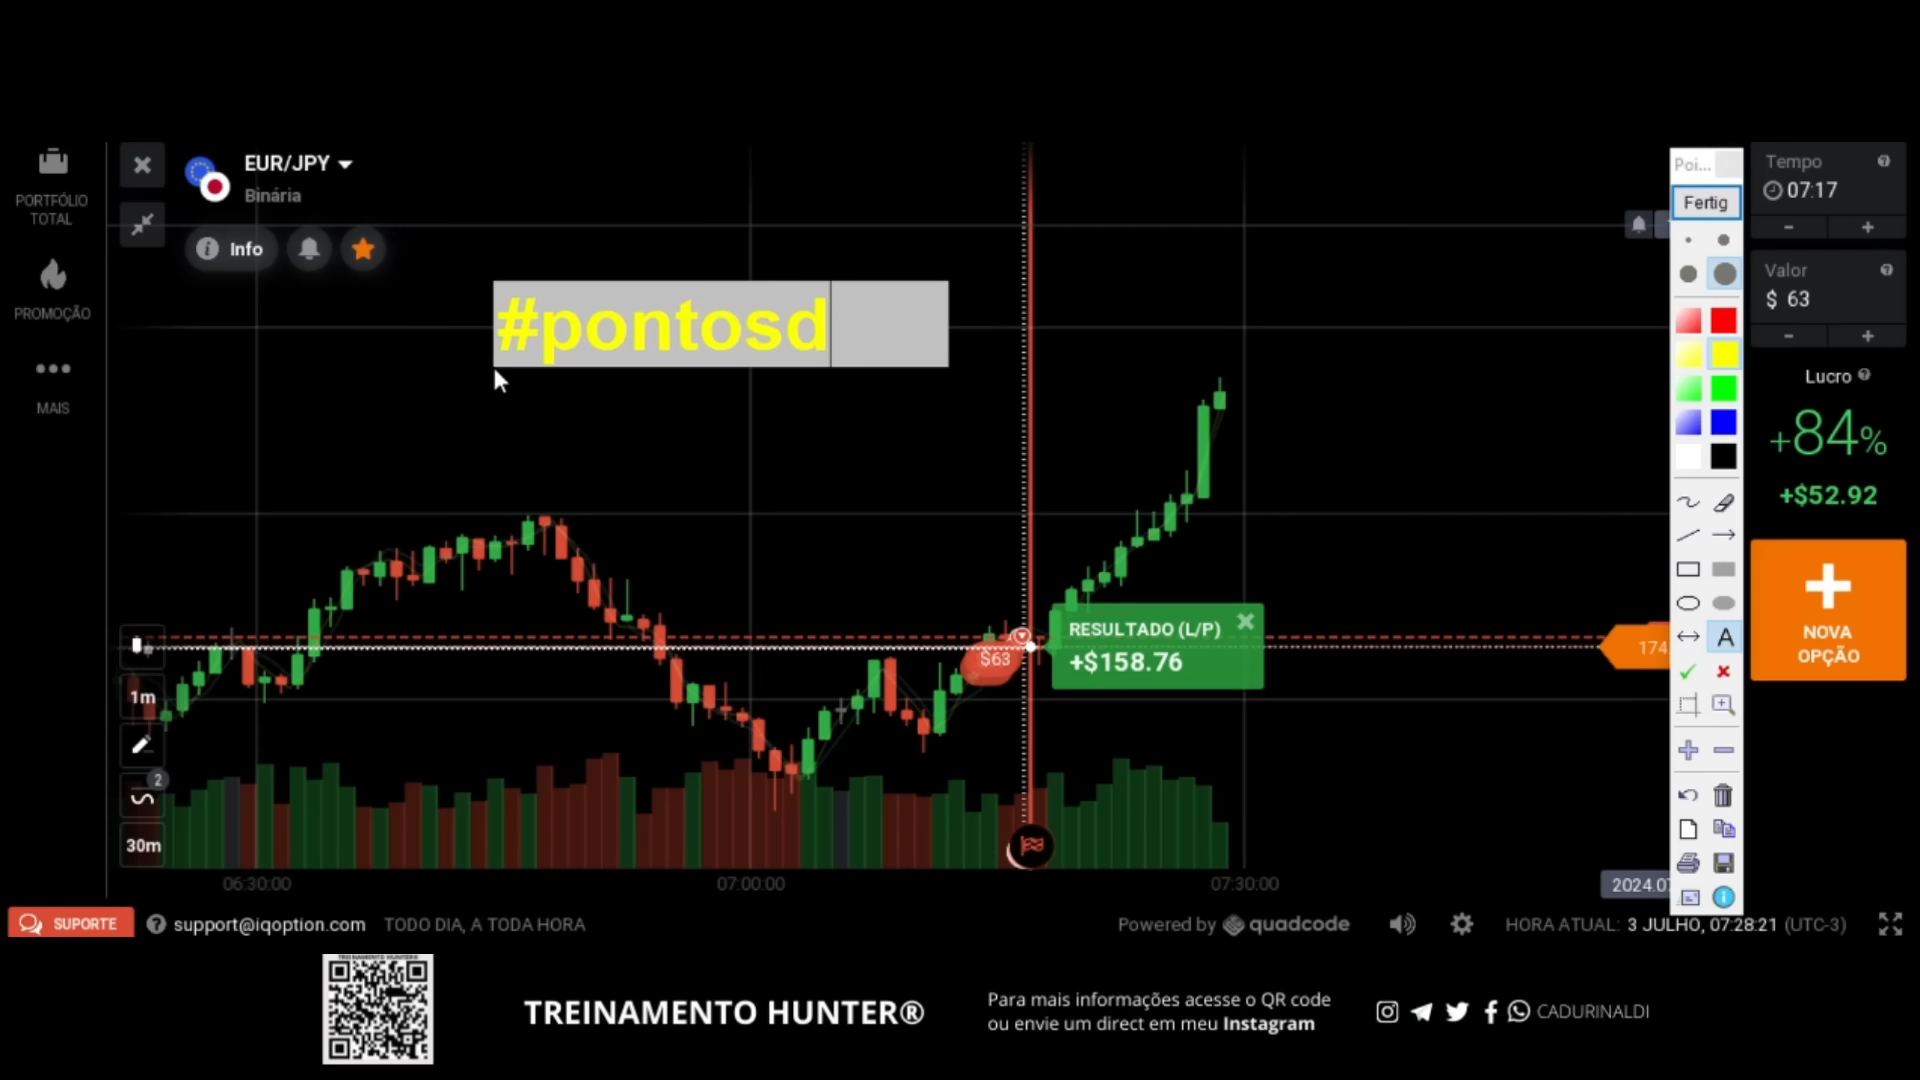 PORTFÓLIO
TOTAL
PROMOÇÃO
MAIS
EUR/JPY
Binária
Info
#pontosd
Poi...
Fertig
Tempo
07:17
Valor
$ 63
Lucro
+84%
+$52.92
NOVA
OPÇÃO
A
$63
RESULTADO (L/P)
+$158.76
174
1m
2
30m
06:30:00
07:00:00
07:30:00
2024.07
SUPORTE
support@iqoption.com
TODO DIA, A TODA HORA
Powered by quadcode
HORA ATUAL: 3 JULHO, 07:28:21 (UTC-3)
TREINAMENTO HUNTER®
TREINAMENTO HUNTER®
Para mais informações acesse o QR code
ou envie um direct em meu Instagram
CADURINALDI